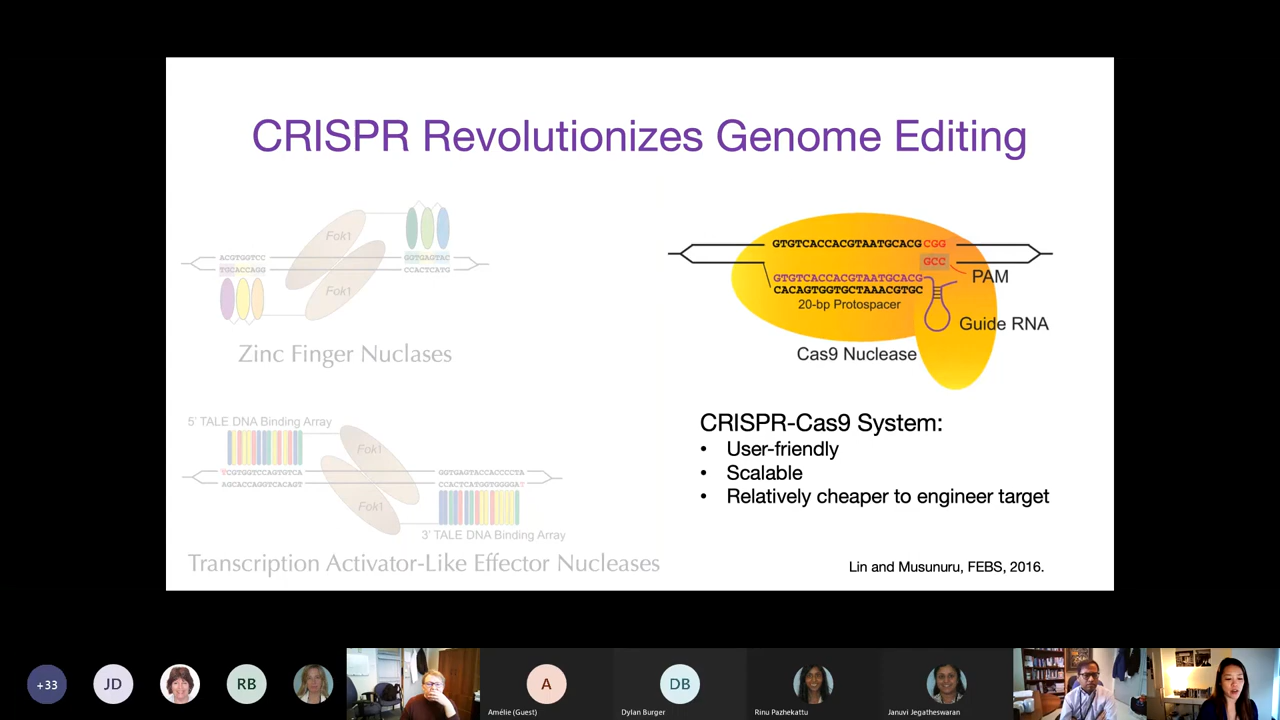 CRISPR Revolutionizes Genome Editing
Fok1
ACGTGGTCC
GGTGAGTAC
TGCACCAGG
CCACTCATG
Fok1
Zinc Finger Nuclases
GTGTCACCACGTAATGCACG CGG
GCC
GTGTCACCACGTAATGCACG
CACAGTGGTGCTAAACGTGC
PAM
20-bp Protospacer
Guide RNA
Cas9 Nuclease
5' TALE DNA Binding Array
Fok1
TCGTGGTCCAGTGTCA
GGTGAGTACCACCCCTA
AGCACCAGGTCACAGT
CCACTCATGGTGGGGAT
Fok1
3' TALE DNA Binding Array
Transcription Activator-Like Effector Nucleases
CRISPR-Cas9 System:
• User-friendly
• Scalable
• Relatively cheaper to engineer target
Lin and Musunuru, FEBS, 2016.
+33
JD
RB
A
Amélie (Guest)
DB
Dylan Burger
Rinu Pazhekattu
Januvi Jegatheswaran